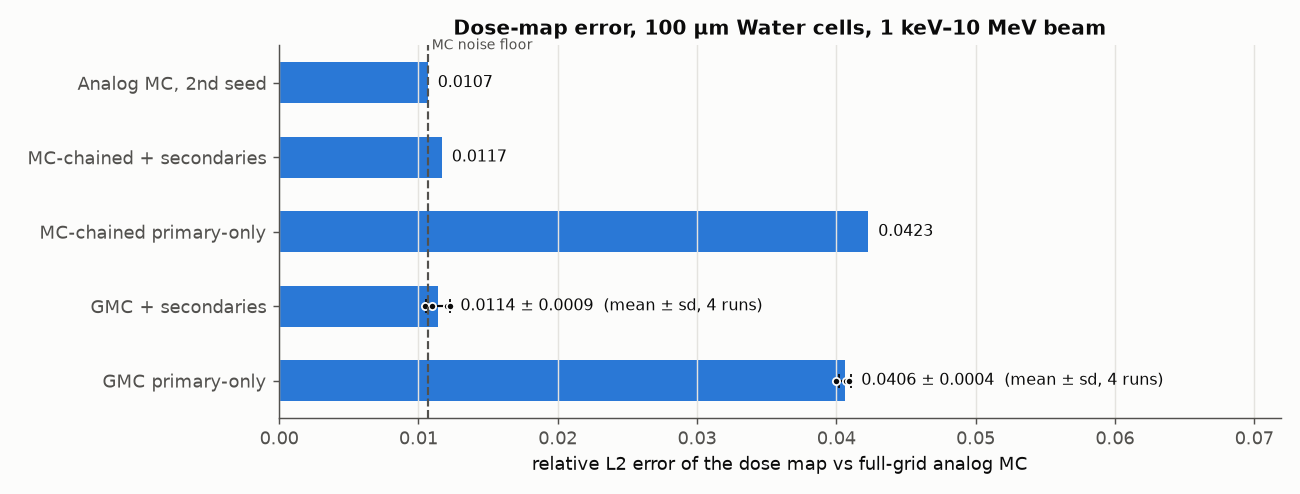 Dose-map error, 100 µm Water cells, 1 keV–10 MeV beam
MC noise floor
Analog MC, 2nd seed
0.0107
MC-chained + secondaries
0.0117
MC-chained primary-only
0.0423
GMC + secondaries
0.0114 ± 0.0009 (mean ± sd, 4 runs)
GMC primary-only
0.0406 ± 0.0004 (mean ± sd, 4 runs)
0.00 0.01 0.02 0.03 0.04 0.05 0.06 0.07
relative L2 error of the dose map vs full-grid analog MC